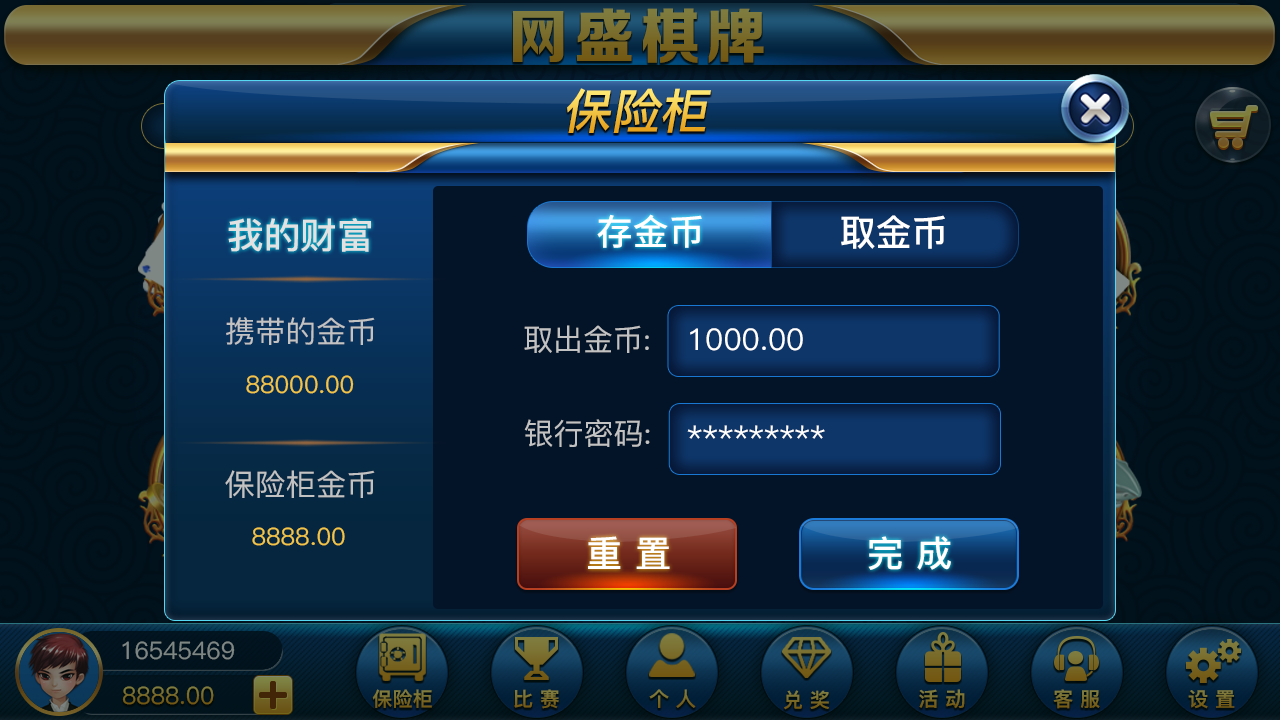 网盛棋牌
保险柜
我的财富
携带的金币
88000.00
保险柜金币
8888.00
存金币 取金币
取出金币: 1000.00
银行密码: *********
重置 完成
16545469
8888.00
保险柜 比赛 个人 兑奖 活动 客服 设置